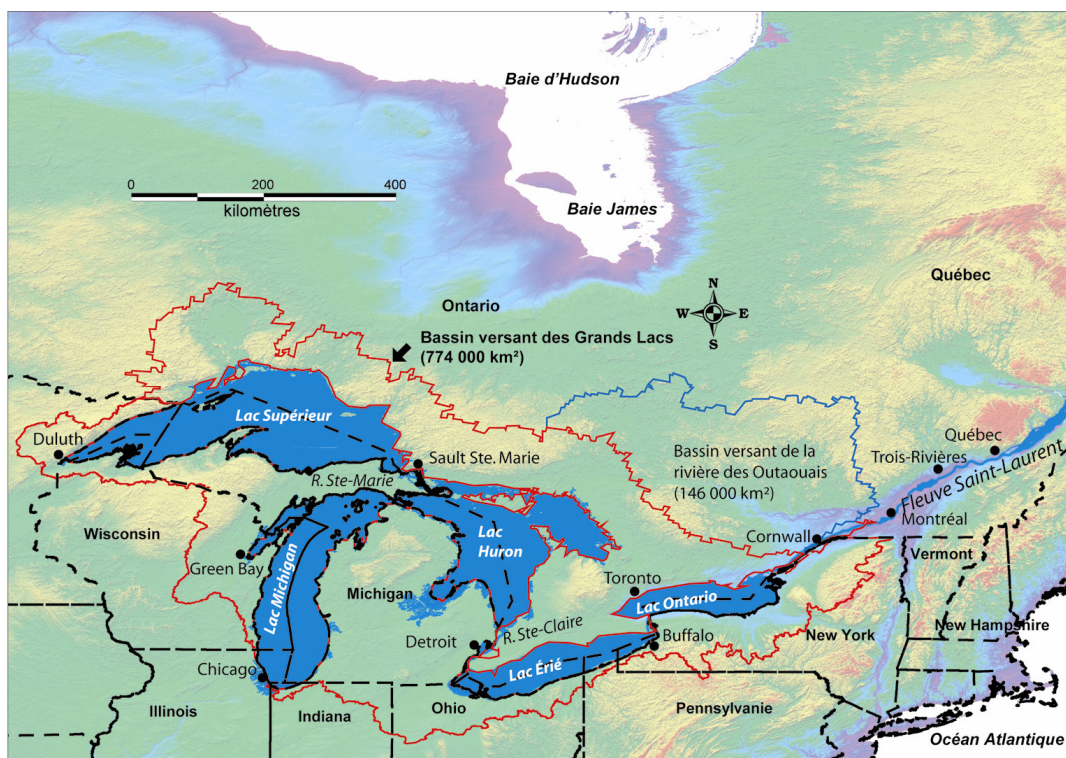 Baie d'Hudson
0
200
400
kilomètres
Baie James
Québec
N
W
E
S
Ontario
Bassin versant des Grands Lacs
(774 000 km²)
Lac Supérieur
Duluth
Sault Ste. Marie
R. Ste-Marie
Bassin versant de la
rivière des Outaouais
(146 000 km²)
Québec
Trois-Rivières
Fleuve Saint-Laurent
Montréal
Cornwall
Wisconsin
Green Bay
Lac Michigan
Lac
Huron
Michigan
Toronto
Lac Ontario
Vermont
New Hampshire
New York
Detroit
R. Ste-Claire
Buffalo
Lac Érié
Chicago
Illinois
Indiana
Ohio
Pennsylvanie
Océan Atlantique